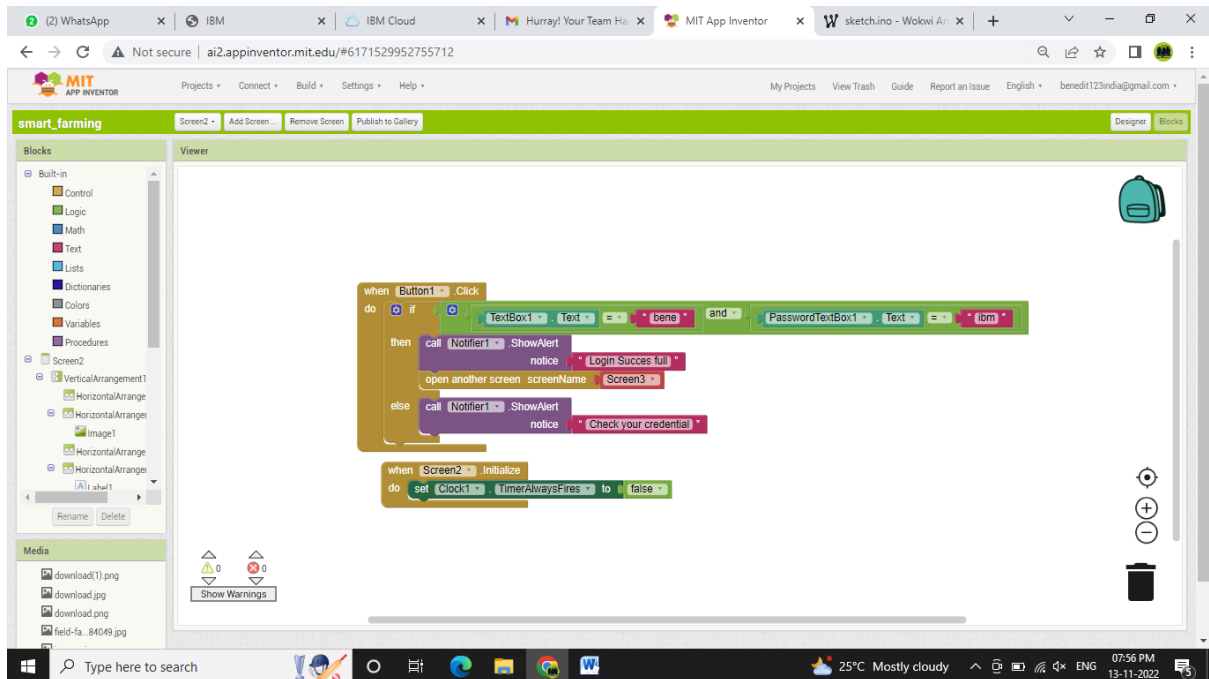 (2) WhatsApp
IBM
IBM Cloud
Hurray! Your Team Ha
MIT App Inventor
sketch.ino - Wokwi Ar
Not secure | ai2.appinventor.mit.edu/#6171529952755712
MIT
APP INVENTOR
Projects Connect Build Settings Help
My Projects View Trash Guide Report an Issue English benedit123india@gmail.com
smart_farming
Screen2 Add Screen ... Remove Screen Publish to Gallery
Designer Blocks
Blocks
Viewer
Built-in
Control
Logic
Math
Text
Lists
Dictionaries
Colors
Variables
Procedures
Screen2
VerticalArrangement1
HorizontalArrange
HorizontalArranger
Image1
HorizontalArrange
HorizontalArranger
Label1
Rename Delete
Media
download(1).png
download.jpg
download.png
field-fa...84049.jpg
when Button1 .Click
do if TextBox1 . Text = " bene " and PasswordTextBox1 . Text = " ibm "
then call Notifier1 .ShowAlert
notice " Login Succes full "
open another screen screenName Screen3
else call Notifier1 .ShowAlert
notice " Check your credential "
when Screen2 .Initialize
do set Clock1 . TimerAlwaysFires to false
0 0
Show Warnings
Type here to search
25°C Mostly cloudy
ENG
07:56 PM
13-11-2022
5